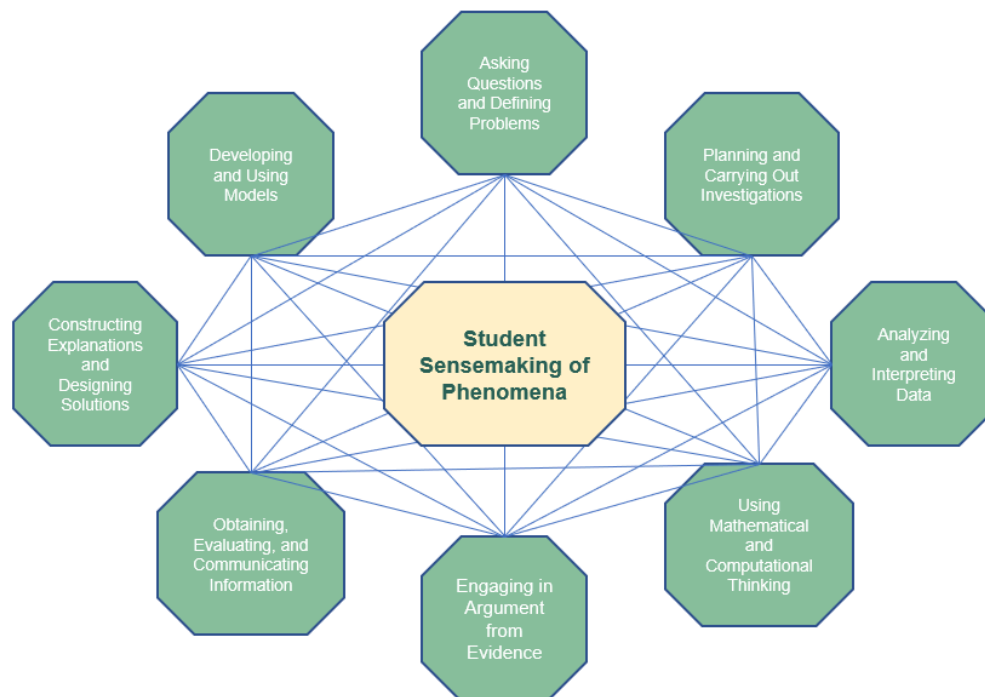 Asking
Questions
and Defining
Problems
Developing
and Using
Models
Planning and
Carrying Out
Investigations
Constructing
Explanations
and
Designing
Solutions
Student
Sensemaking of
Phenomena
Analyzing
and
Interpreting
Data
Obtaining,
Evaluating, and
Communicating
Information
Engaging in
Argument
from
Evidence
Using
Mathematical
and
Computational
Thinking